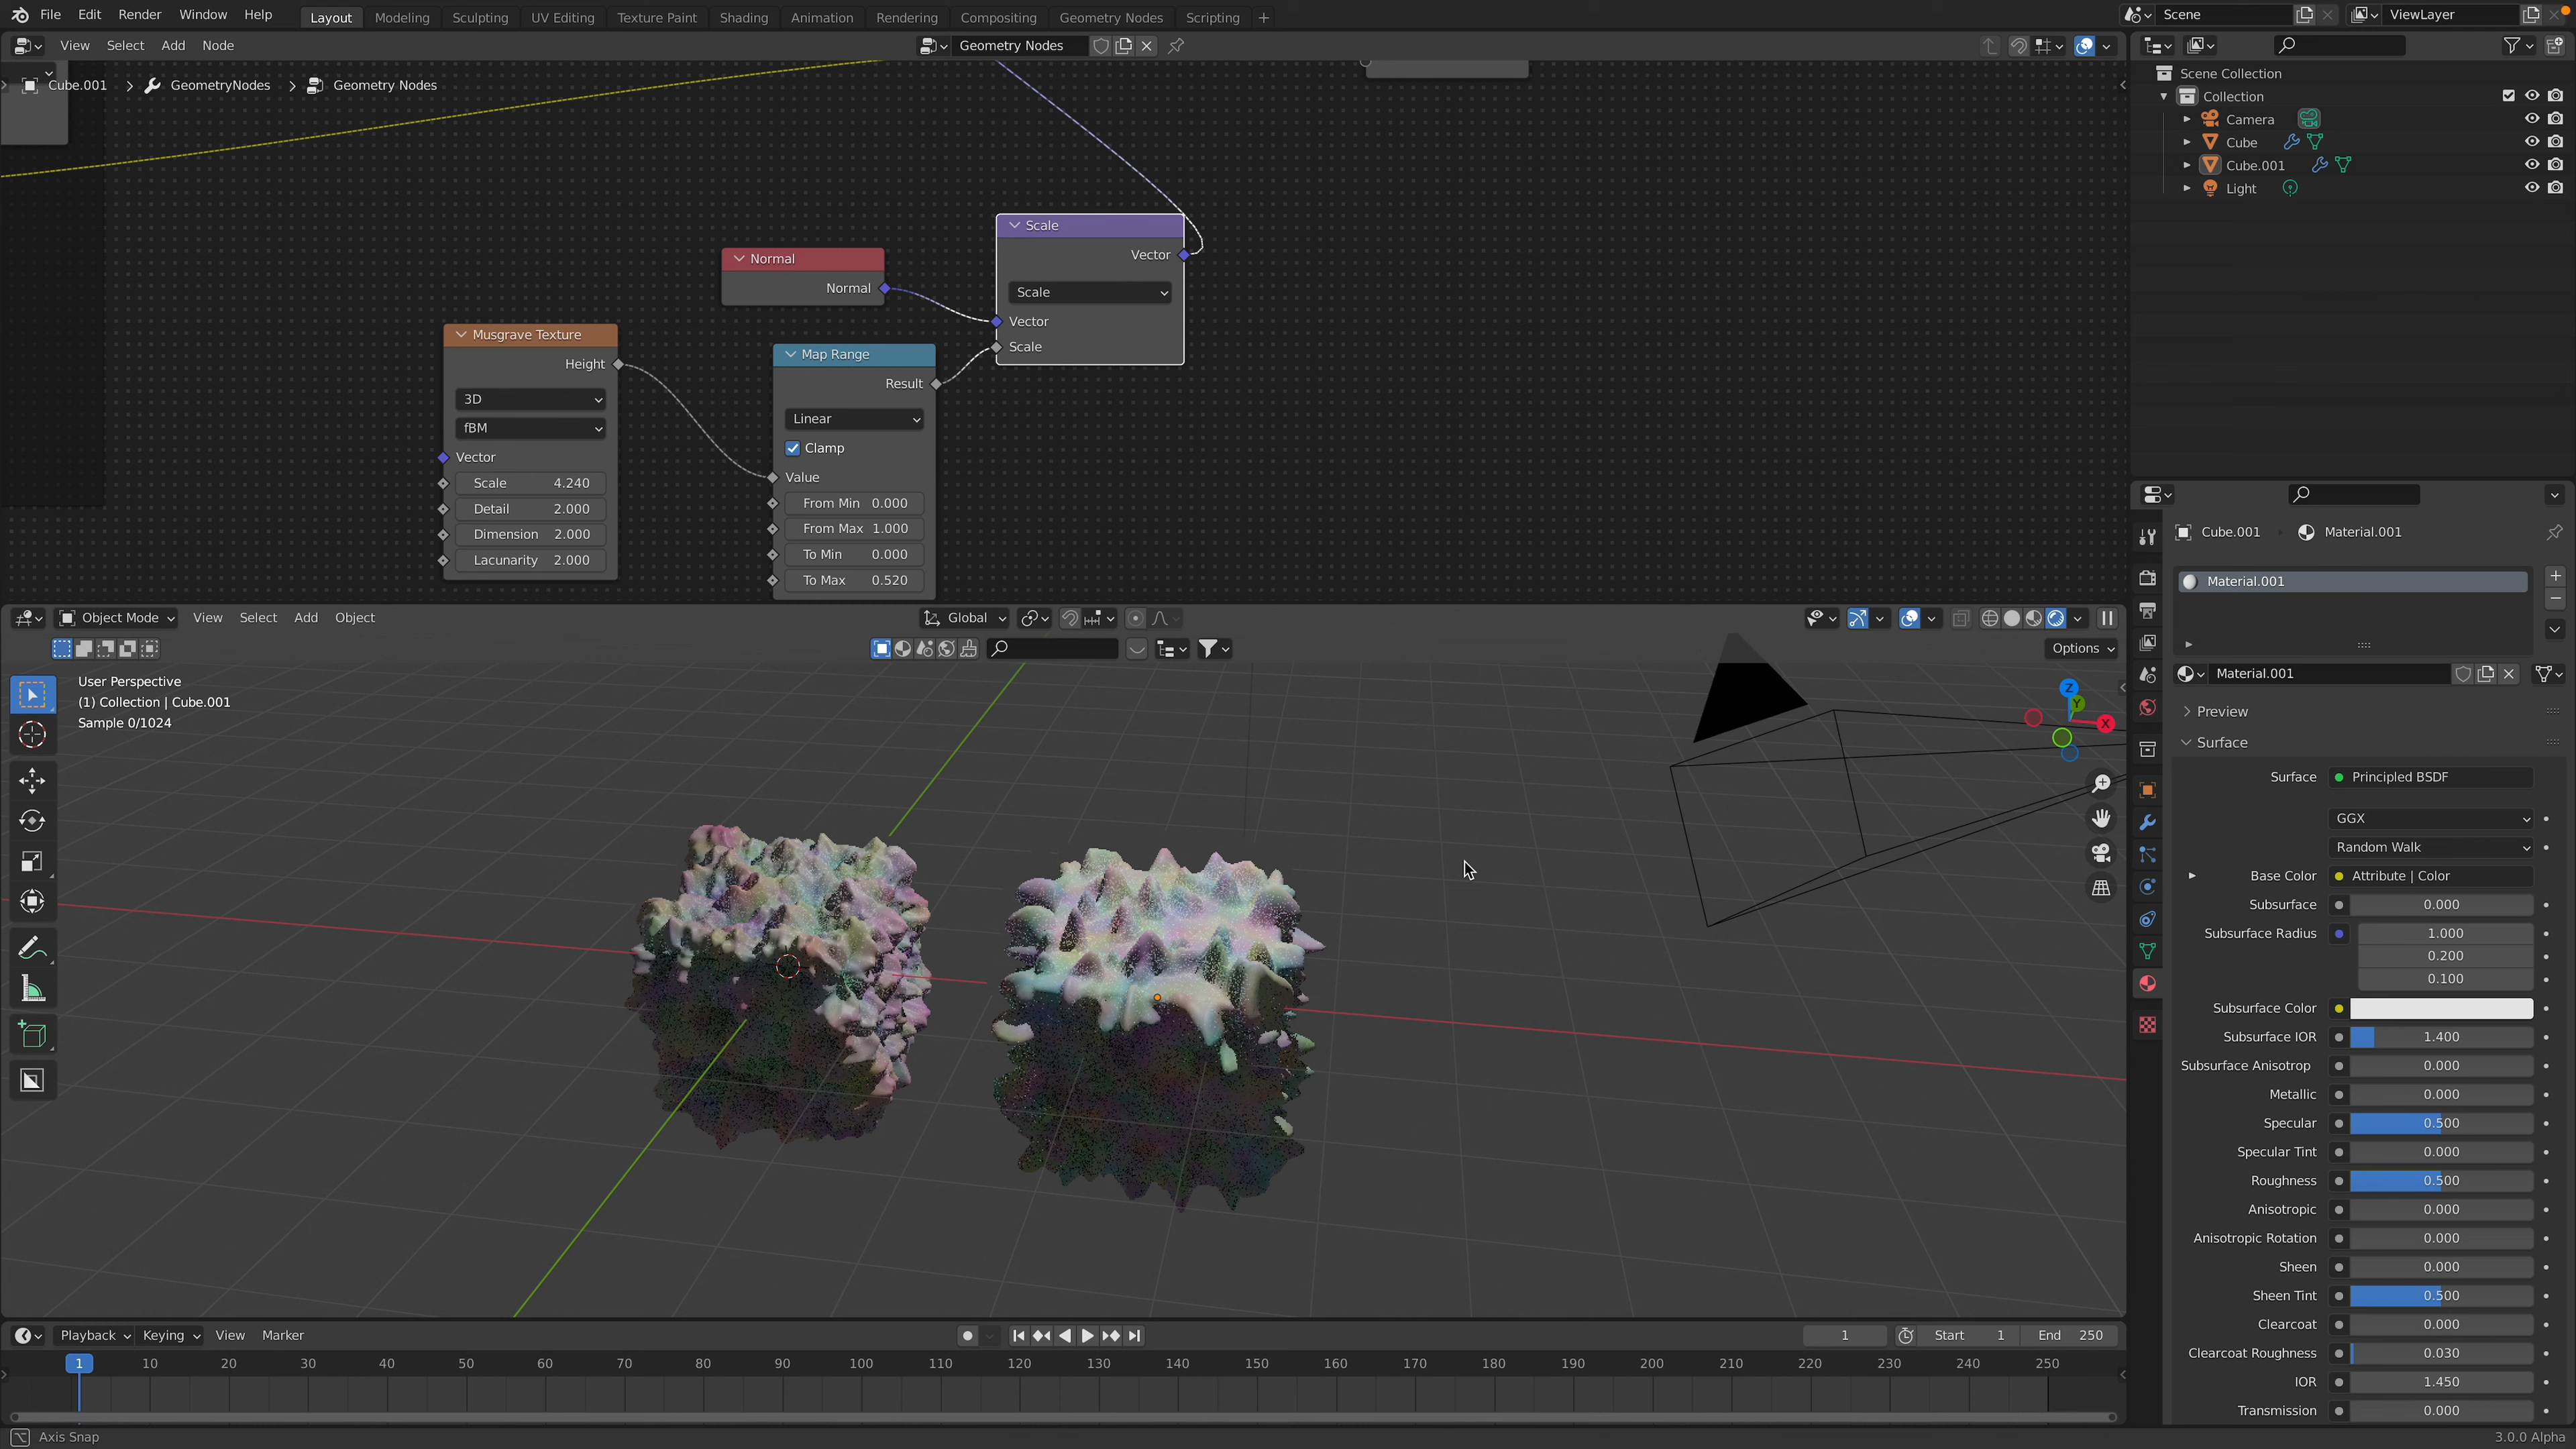 File Edit Render Window Help Layout Modeling Sculpting UV Editing Texture Paint Shading Animation Rendering Compositing Geometry Nodes Scripting + Scene ViewLayer
View Select Add Node Geometry Nodes
Cube.001 > GeometryNodes > Geometry Nodes
Scale
Vector
Scale
Vector
Scale
Normal
Normal
Musgrave Texture
Height
3D
fBM
Vector
Scale 4.240
Detail 2.000
Dimension 2.000
Lacunarity 2.000
Map Range
Result
Linear
Clamp
Value
From Min 0.000
From Max 1.000
To Min 0.000
To Max 0.520
Scene Collection
Collection
Camera
Cube
Cube.001
Light
Object Mode View Select Add Object Global
Options
User Perspective
(1) Collection | Cube.001
Sample 0/1024
Z
Y
X
Cube.001 Material.001
Material.001
Material.001
Preview
Surface
Surface Principled BSDF
GGX
Random Walk
Base Color Attribute | Color
Subsurface 0.000
Subsurface Radius 1.000
0.200
0.100
Subsurface Color
Subsurface IOR 1.400
Subsurface Anisotrop 0.000
Metallic 0.000
Specular 0.500
Specular Tint 0.000
Roughness 0.500
Anisotropic 0.000
Anisotropic Rotation 0.000
Sheen 0.000
Sheen Tint 0.500
Clearcoat 0.000
Clearcoat Roughness 0.030
IOR 1.450
Transmission 0.000
Playback Keying View Marker 1 Start 1 End 250
1 10 20 30 40 50 60 70 80 90 100 110 120 130 140 150 160 170 180 190 200 210 220 230 240 250
Axis Snap 3.0.0 Alpha